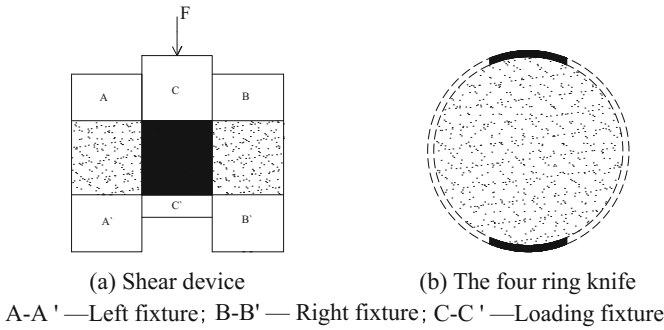 F
A C B
A` C` B`
(a) Shear device (b) The four ring knife
A-A ' —Left fixture; B-B' — Right fixture; C-C ' —Loading fixture